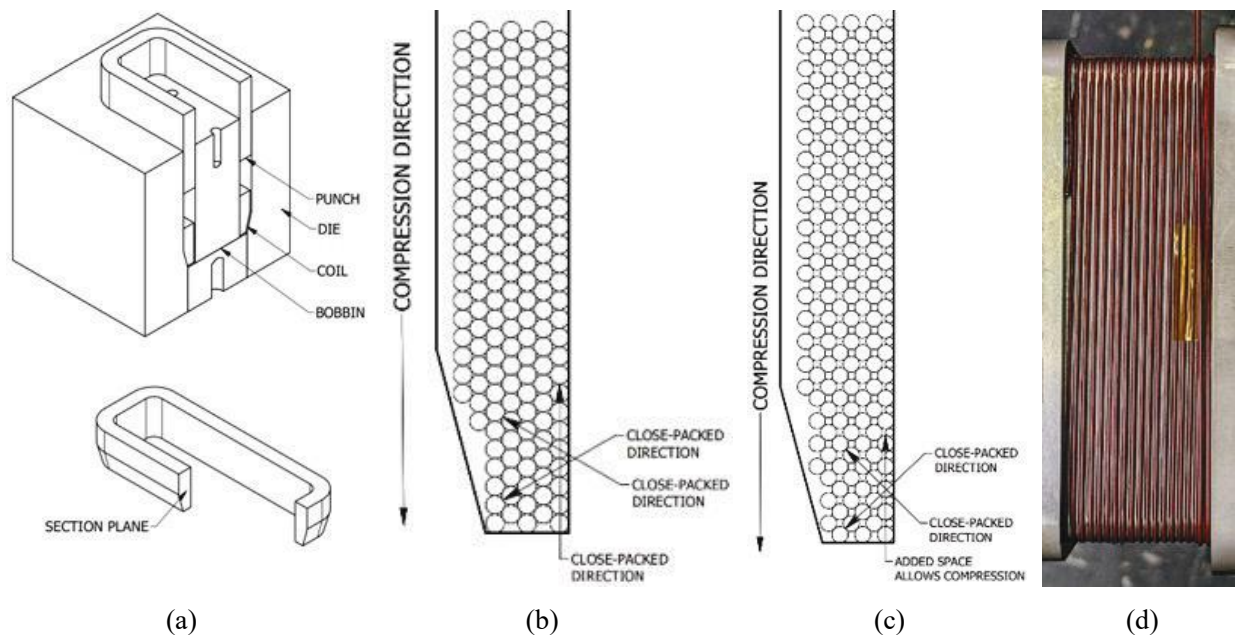 PUNCH
DIE
COIL
BOBBIN
SECTION PLANE
(a)
COMPRESSION DIRECTION
CLOSE-PACKED
DIRECTION
CLOSE-PACKED
DIRECTION
CLOSE-PACKED
DIRECTION
(b)
COMPRESSION DIRECTION
CLOSE-PACKED
DIRECTION
CLOSE-PACKED
DIRECTION
ADDED SPACE
ALLOWS COMPRESSION
(c)
(d)